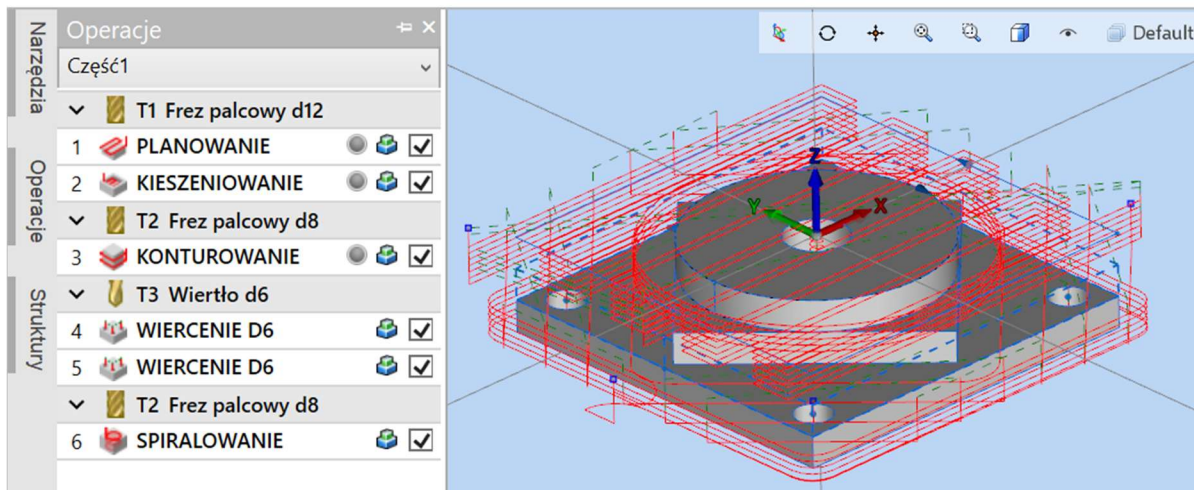 Narzędzia
Operacje
Struktury
Operacje
Część1
T1 Frez palcowy d12
1 PLANOWANIE
2 KIESZENIOWANIE
T2 Frez palcowy d8
3 KONTUROWANIE
T3 Wiertło d6
4 WIERCENIE D6
5 WIERCENIE D6
T2 Frez palcowy d8
6 SPIRALOWANIE
Default
Z
Y
X